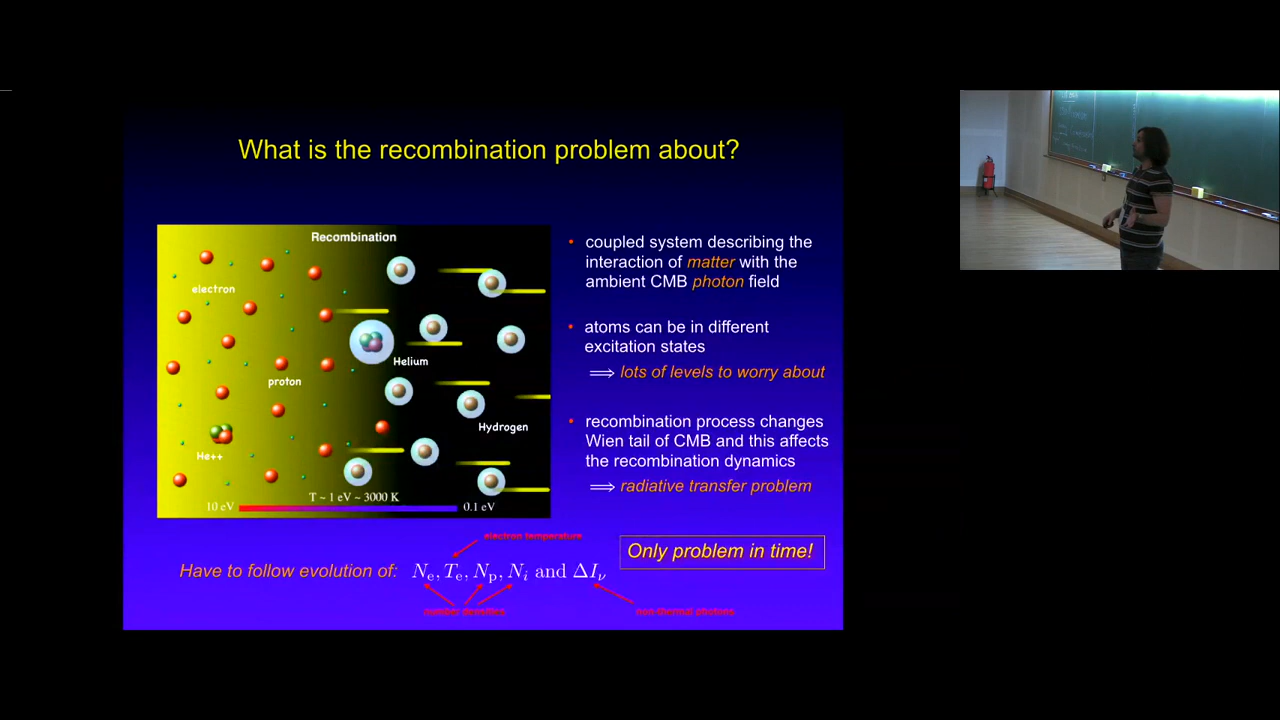 What is the recombination problem about?
Recombination
electron
Helium
proton
Hydrogen
He++
T ~ 1 eV ~ 3000 K
10 eV
0.1 eV
• coupled system describing the
interaction of matter with the
ambient CMB photon field
• atoms can be in different
excitation states
⟹ lots of levels to worry about
• recombination process changes
Wien tail of CMB and this affects
the recombination dynamics
⟹ radiative transfer problem
electron temperature
Only problem in time!
Have to follow evolution of: Nₑ, Tₑ, Nₚ, Nᵢ and ΔI_ν
number densities
non-thermal photons